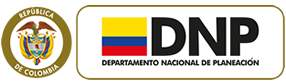 REPÚBLICA
DE COLOMBIA
DNP
DEPARTAMENTO NACIONAL DE PLANEACIÓN